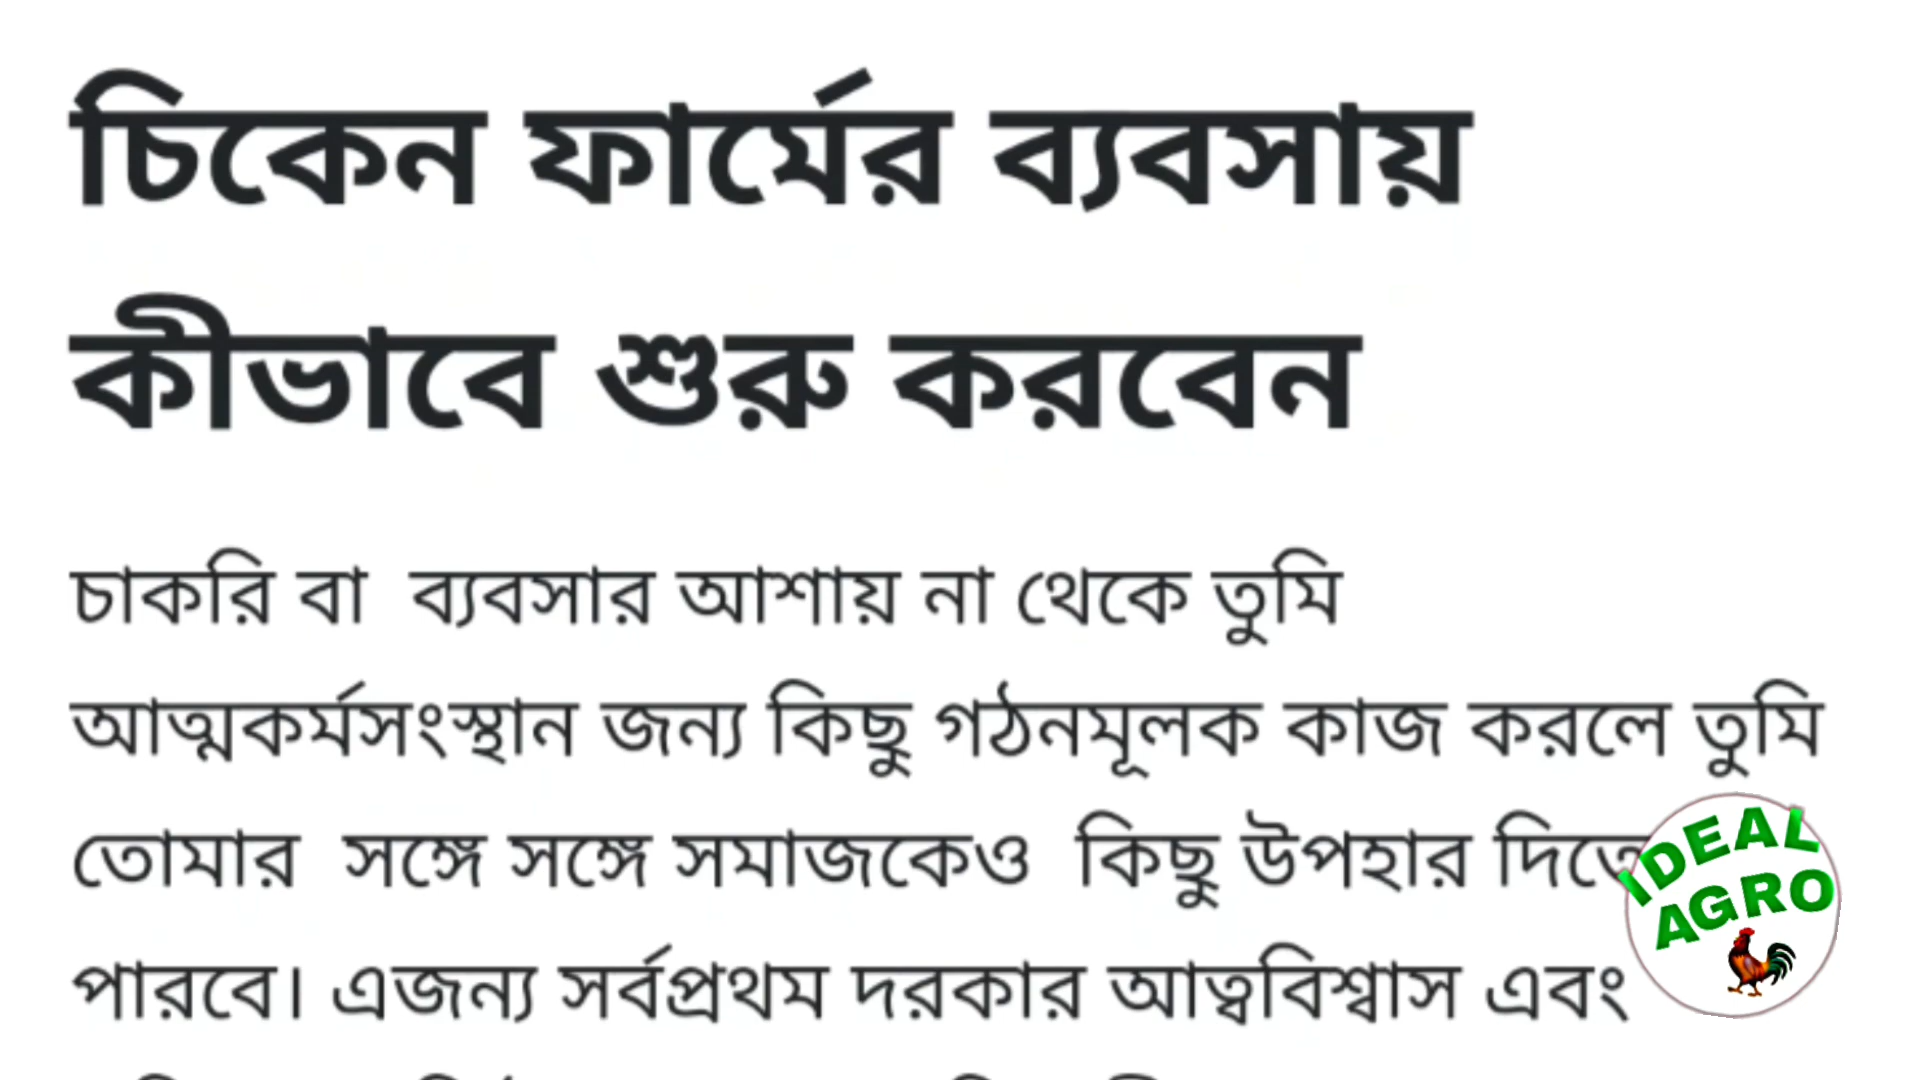 চিকেন ফার্মের ব্যবসায়
কীভাবে শুরু করবেন
চাকরি বা ব্যবসার আশায় না থেকে তুমি
আত্মকর্মসংস্থান জন্য কিছু গঠনমূলক কাজ করলে তুমি
তোমার সঙ্গে সঙ্গে সমাজকেও কিছু উপহার দিতে
পারবে। এজন্য সর্বপ্রথম দরকার আত্ববিশ্বাস এবং
IDEAL
AGRO